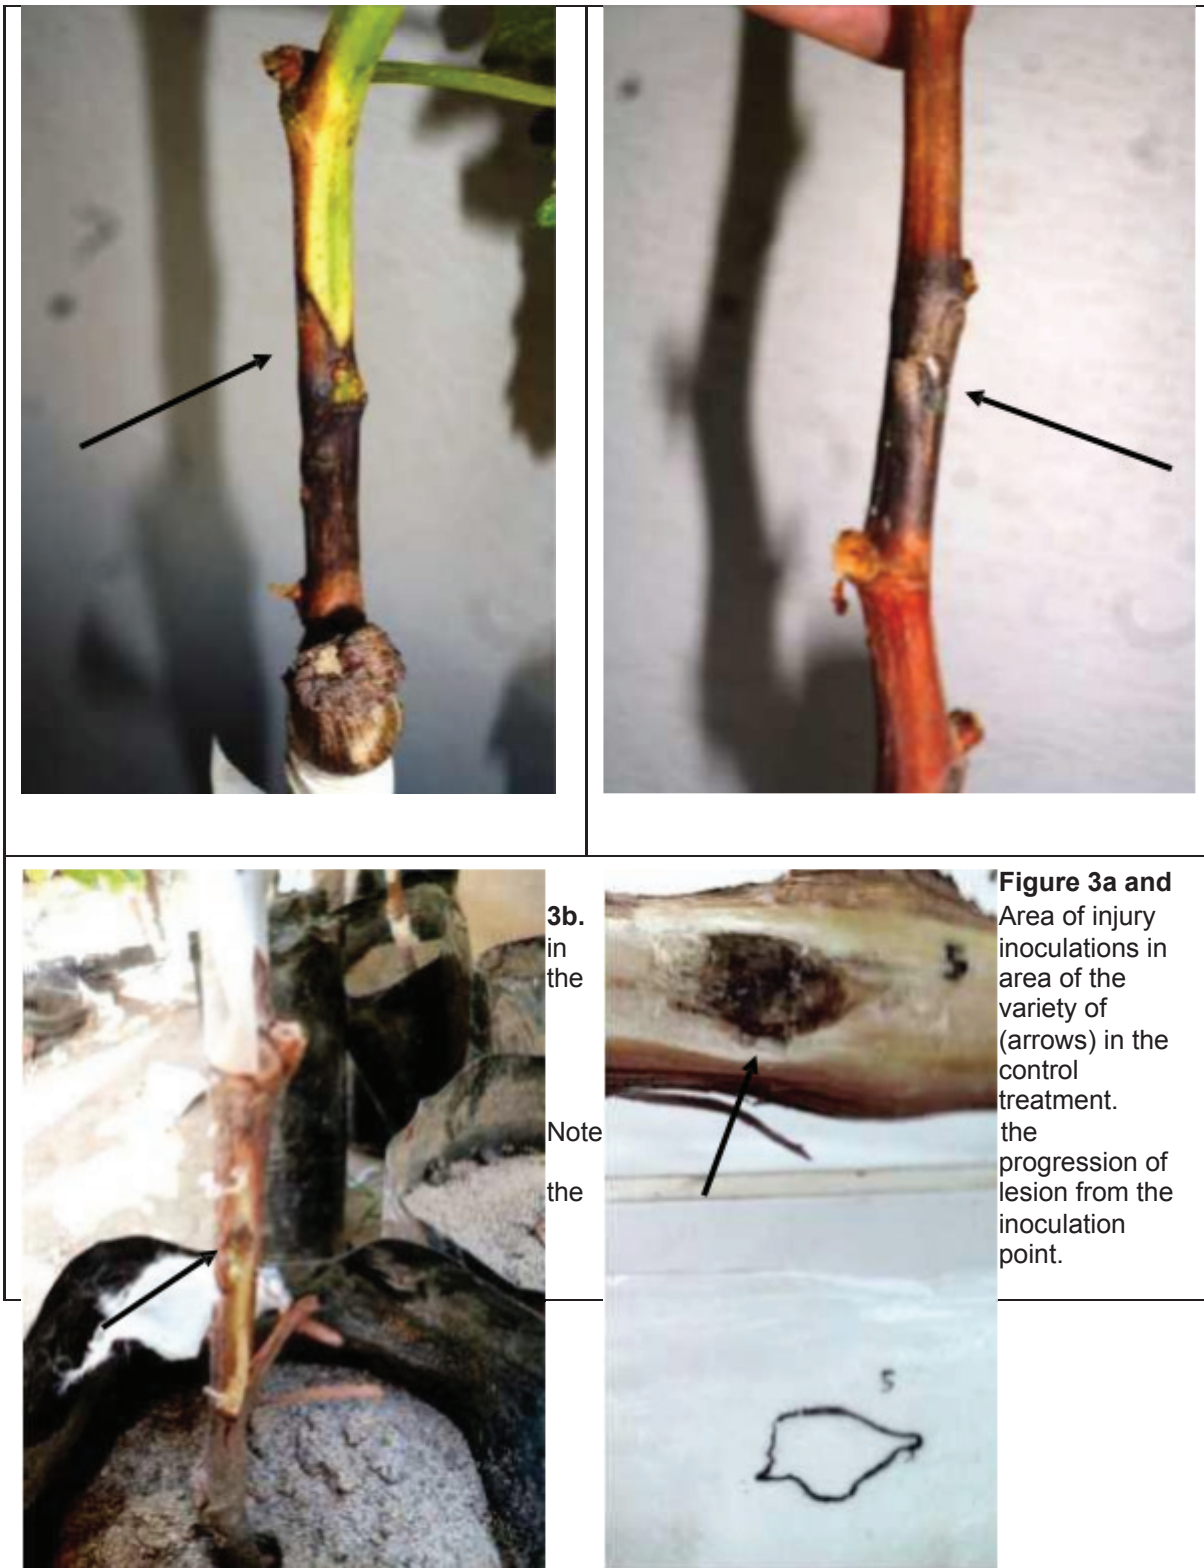 Figure 3a and
3b. Area of injury
in inoculations in
the area of the
variety of
(arrows) in the
control
treatment.
Note the
progression of
the lesion from the
inoculation
point.
5
5